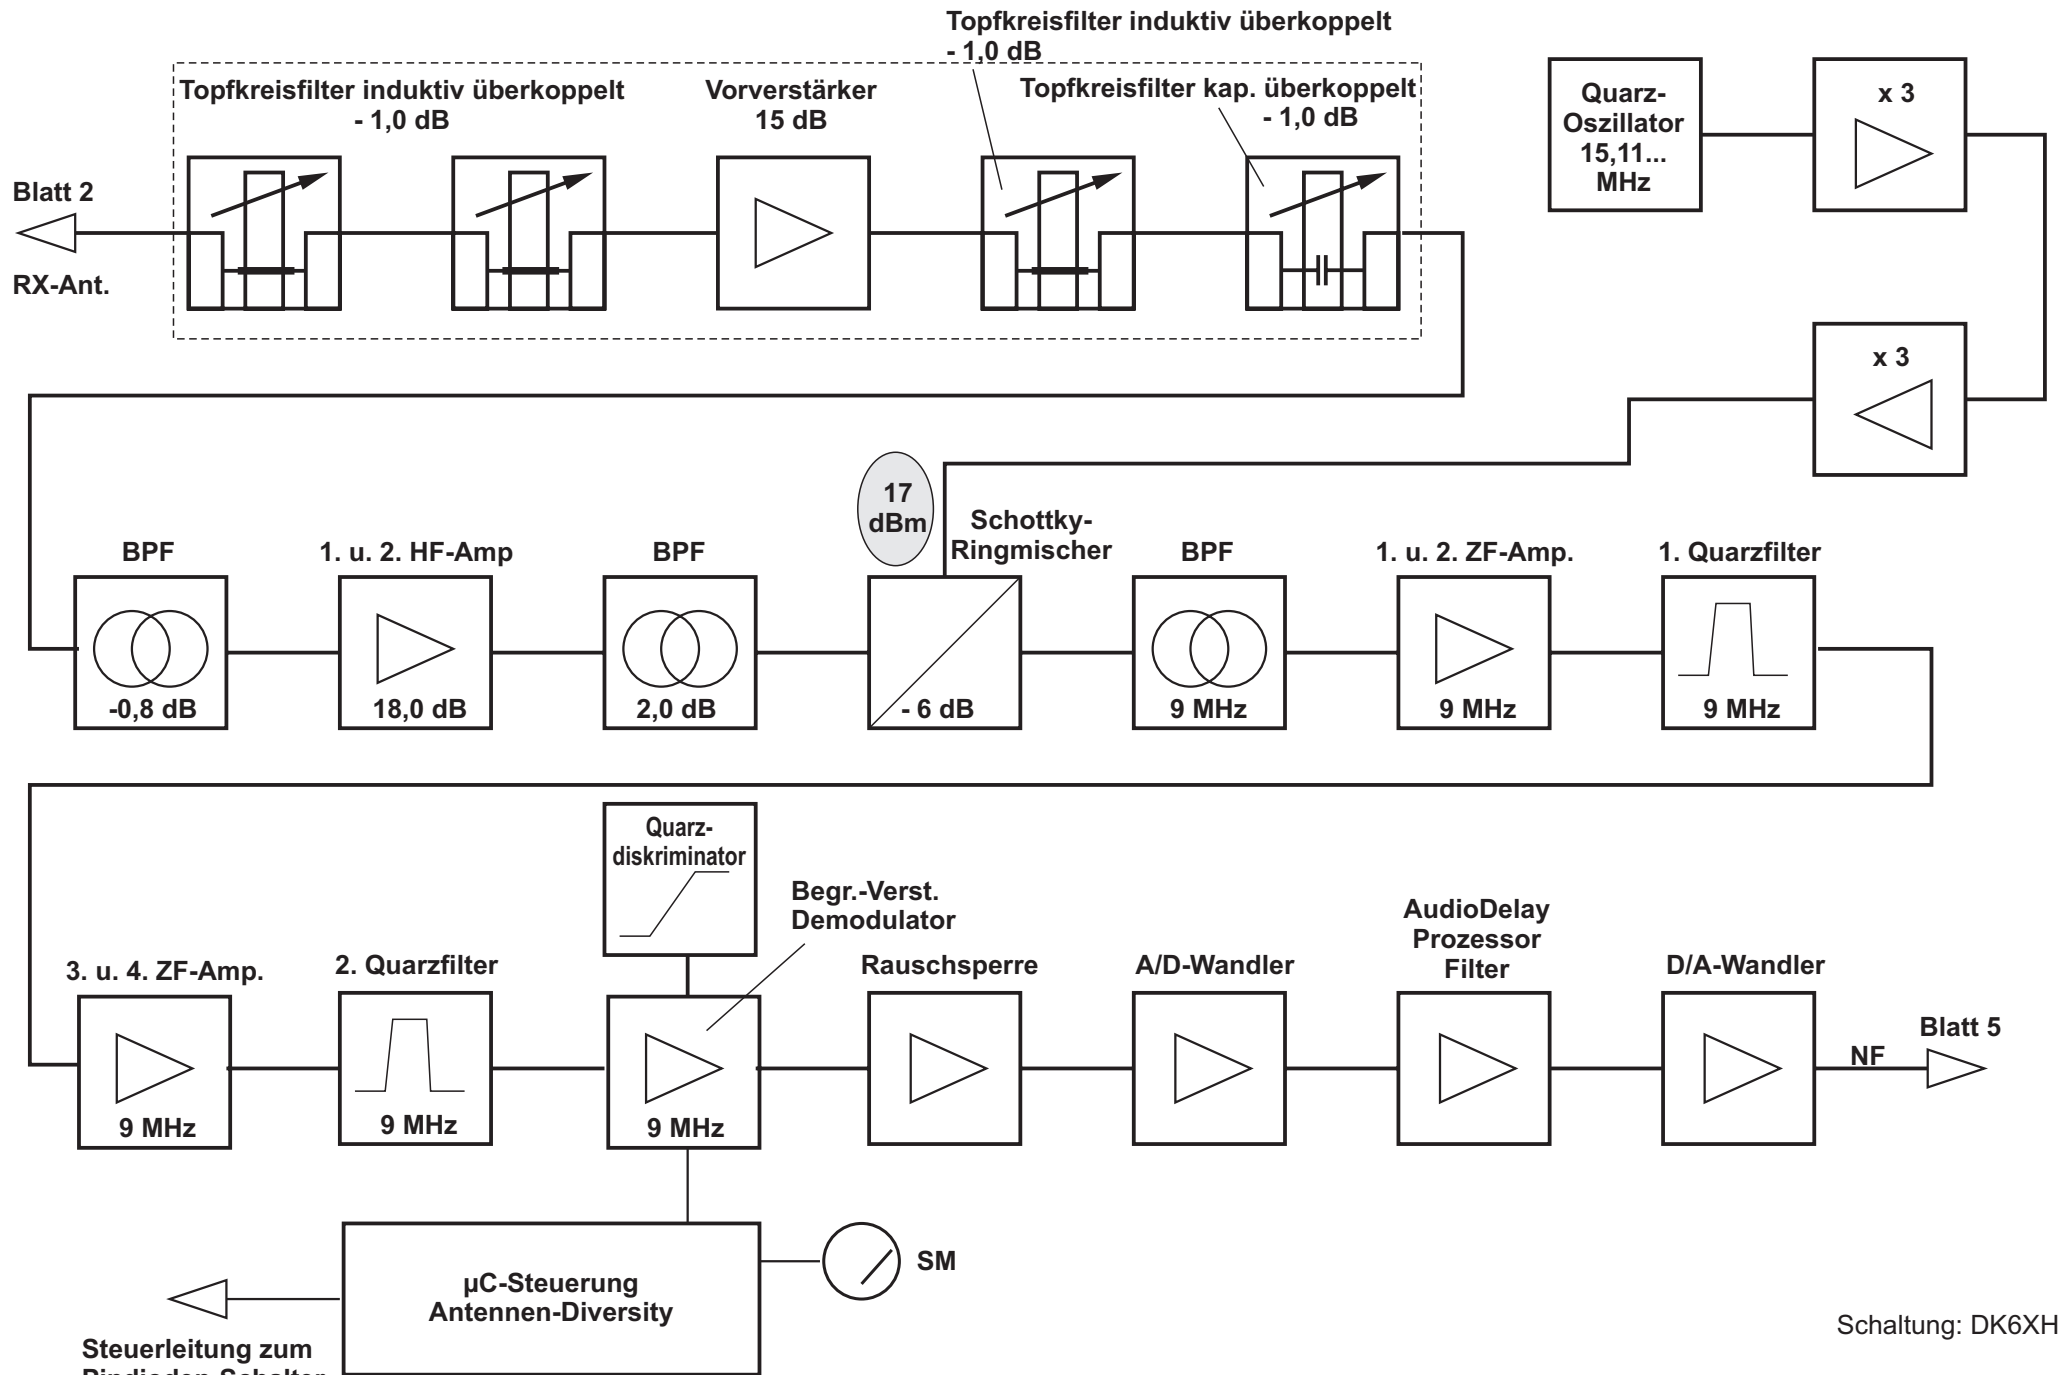 Topfkreisfilter induktiv überkoppelt
- 1,0 dB
Topfkreisfilter induktiv überkoppelt
- 1,0 dB
Vorverstärker
15 dB
Topfkreisfilter kap. überkoppelt
- 1,0 dB
Quarz-
Oszillator
15,11...
MHz
x 3
Blatt 2
RX-Ant.
x 3
17
dBm
Schottky-
Ringmischer
BPF
1. u. 2. HF-Amp
BPF
BPF
1. u. 2. ZF-Amp.
1. Quarzfilter
-0,8 dB
18,0 dB
2,0 dB
- 6 dB
9 MHz
9 MHz
9 MHz
Quarz-
diskriminator
Begr.-Verst.
Demodulator
3. u. 4. ZF-Amp.
2. Quarzfilter
Rauschsperre
A/D-Wandler
AudioDelay
Prozessor
Filter
D/A-Wandler
9 MHz
9 MHz
9 MHz
NF
Blatt 5
µC-Steuerung
Antennen-Diversity
SM
Steuerleitung zum
Pindioden-Schalter
Schaltung: DK6XH